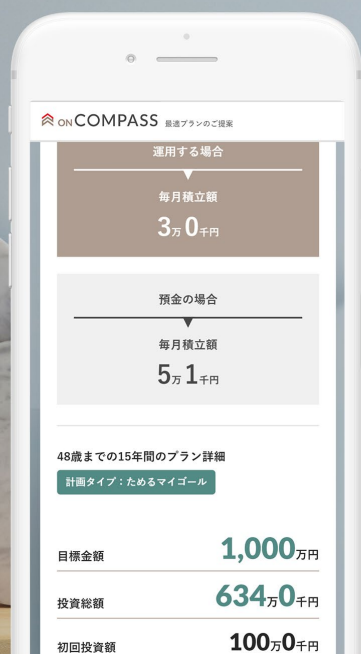 ON COMPASS 最適プランのご提案
運用する場合
毎月積立額
3万 0千円
預金の場合
毎月積立額
5万 1千円
48歳までの15年間のプラン詳細
計画タイプ：ためるマイゴール
目標金額 1,000万円
投資総額 634万0千円
初回投資額 100万0千円